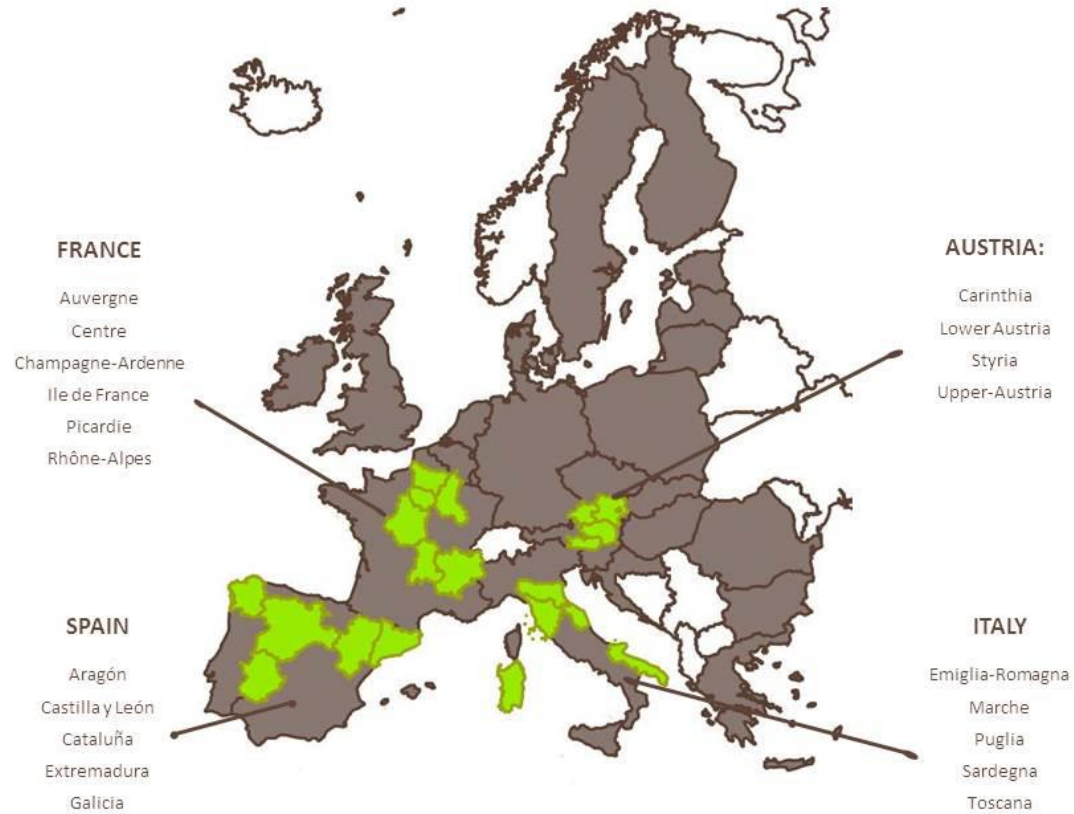 FRANCE
Auvergne
Centre
Champagne-Ardenne
Ile de France
Picardie
Rhône-Alpes
AUSTRIA:
Carinthia
Lower Austria
Styria
Upper-Austria
SPAIN
Aragón
Castilla y León
Cataluña
Extremadura
Galicia
ITALY
Emiglia-Romagna
Marche
Puglia
Sardegna
Toscana